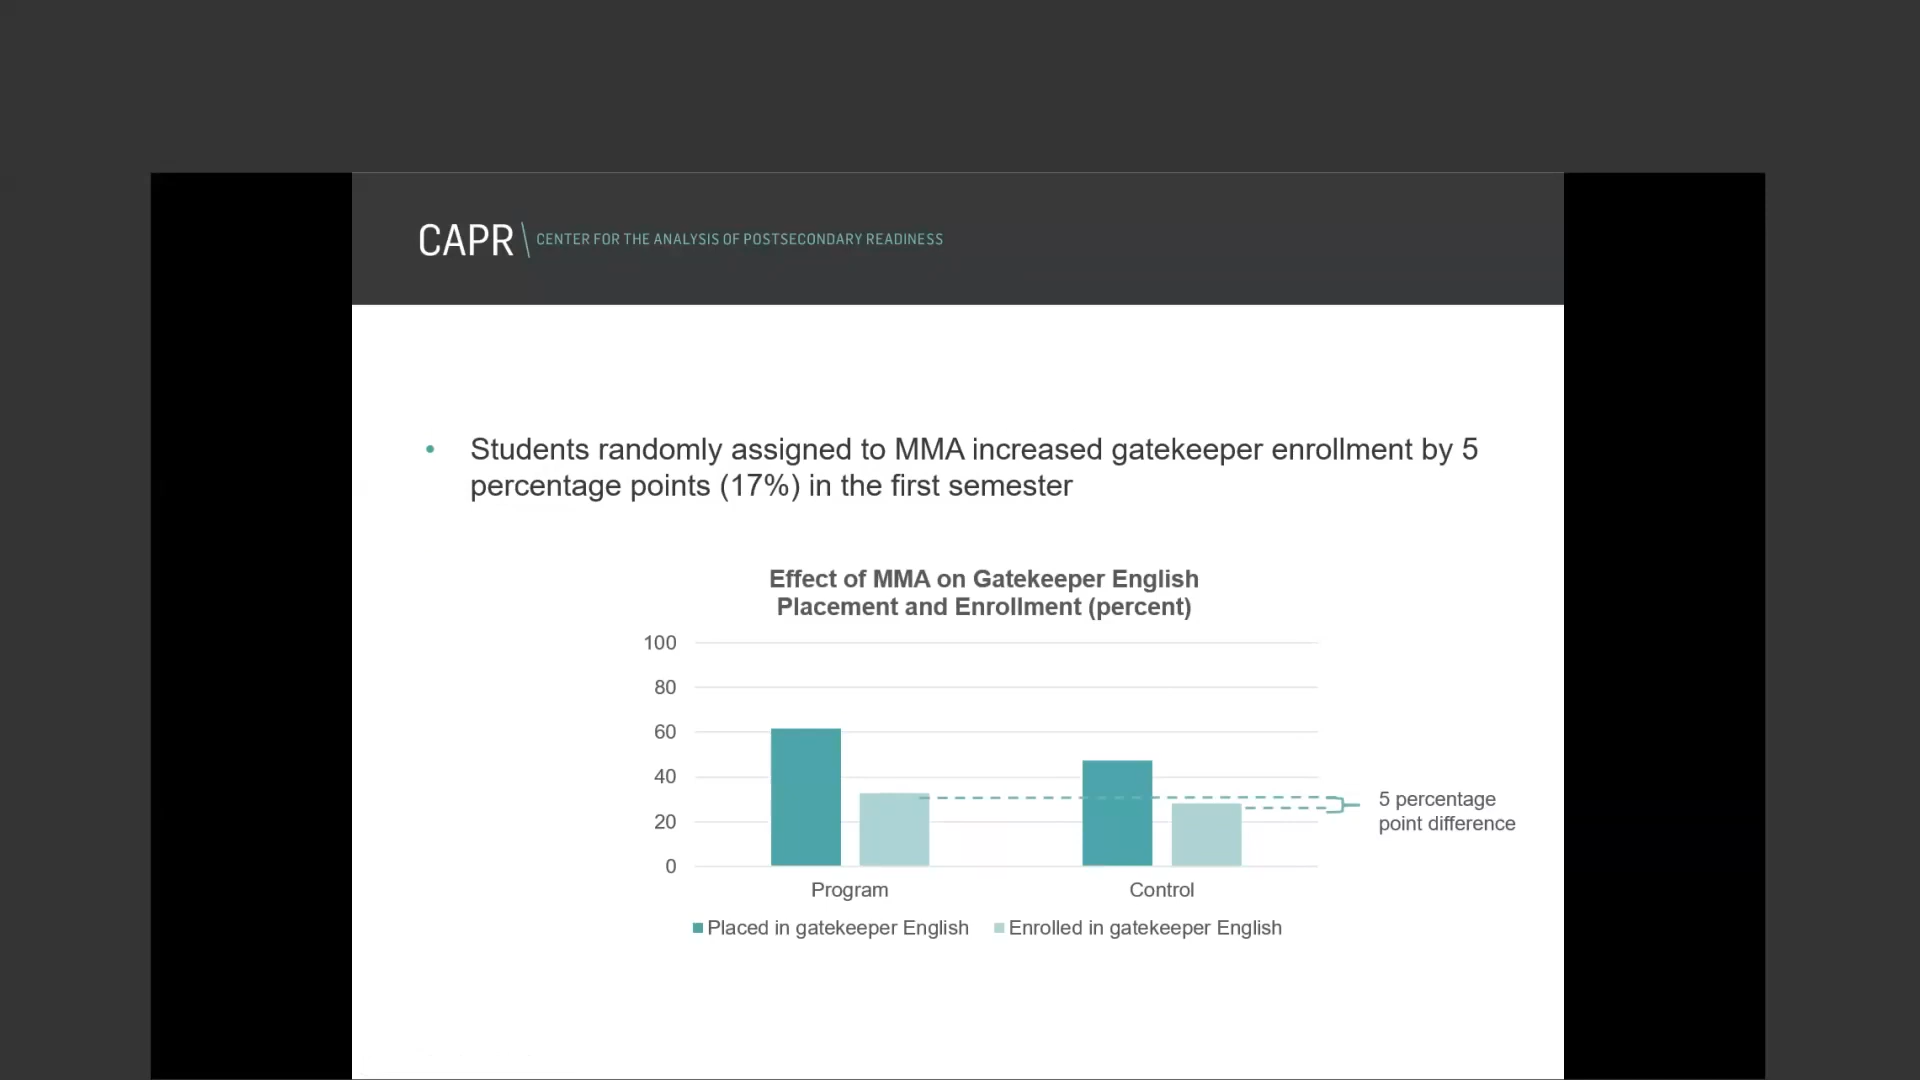 CAPR CENTER FOR THE ANALYSIS OF POSTSECONDARY READINESS
• Students randomly assigned to MMA increased gatekeeper enrollment by 5
percentage points (17%) in the first semester
Effect of MMA on Gatekeeper English
Placement and Enrollment (percent)
100
80
60
40
20
0
5 percentage
point difference
Program Control
Placed in gatekeeper English Enrolled in gatekeeper English